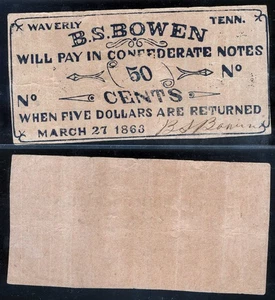 WAVERLY TENN.
B.S. BOWEN
WILL PAY IN CONFEDERATE NOTES
50
No No
CENTS
WHEN FIVE DOLLARS ARE RETURNED
MARCH 27 1863 B.S. Bowen